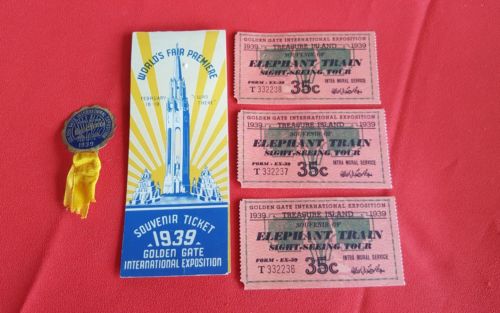 1939
WORLD'S FAIR PREMIERE
FEBRUARY
18-19
"I WAS
THERE"
SOUVENIR TICKET
1939
GOLDEN GATE
INTERNATIONAL EXPOSITION
GOLDEN GATE INTERNATIONAL EXPOSITION
1939 TREASURE ISLAND 1939
SOUVENIR OF
ELEPHANT TRAIN
SIGHT-SEEING TOUR
FORM - EX-39 INTRA MURAL SERVICE
T 332238 35c
GOLDEN GATE INTERNATIONAL EXPOSITION
1939 TREASURE ISLAND 1939
SOUVENIR OF
ELEPHANT TRAIN
SIGHT-SEEING TOUR
FORM - EX-39 INTRA MURAL SERVICE
T 332237 35c
GOLDEN GATE INTERNATIONAL EXPOSITION
1939 TREASURE ISLAND 1939
SOUVENIR OF
ELEPHANT TRAIN
SIGHT-SEEING TOUR
FORM - EX-39 INTRA MURAL SERVICE
T 332236 35c